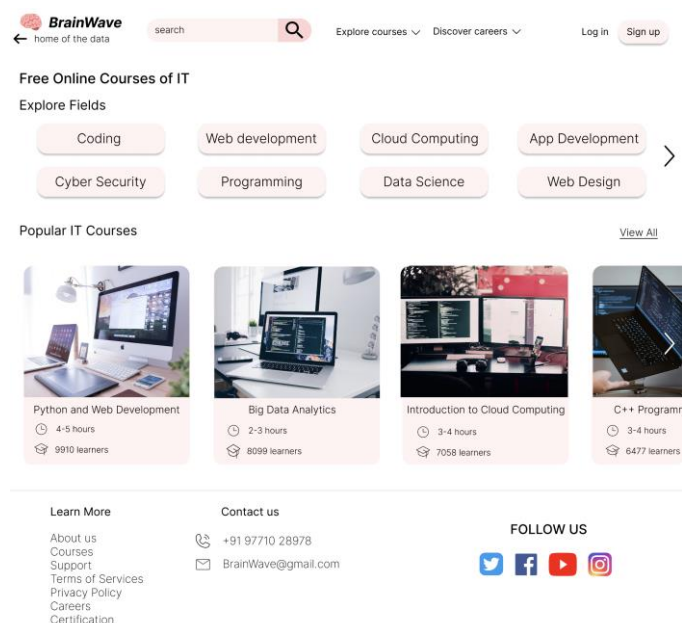 BrainWave
home of the data
search
Explore courses
Discover careers
Log in
Sign up
Free Online Courses of IT
Explore Fields
Coding
Web development
Cloud Computing
App Development
Cyber Security
Programming
Data Science
Web Design
Popular IT Courses
View All
Python and Web Development
4-5 hours
9910 learners
Big Data Analytics
2-3 hours
8099 learners
Introduction to Cloud Computing
3-4 hours
7058 learners
C++ Programr
3-4 hours
6477 learners
Learn More
About us
Courses
Support
Terms of Services
Privacy Policy
Careers
Certification
Contact us
+91 97710 28978
BrainWave@gmail.com
FOLLOW US